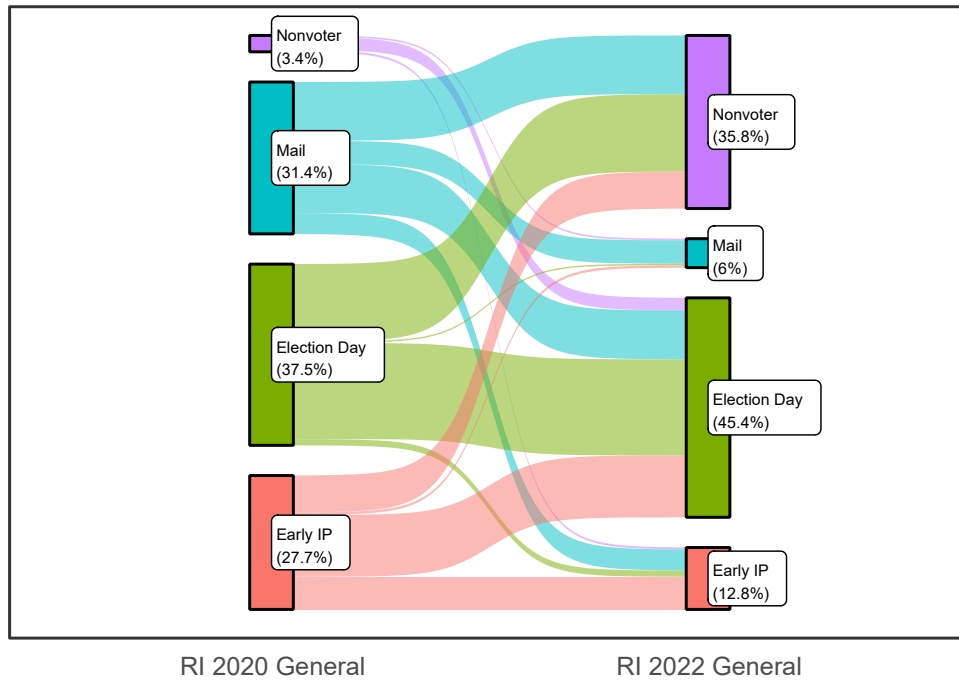 Nonvoter
(3.4%)
Mail
(31.4%)
Election Day
(37.5%)
Early IP
(27.7%)
Nonvoter
(35.8%)
Mail
(6%)
Election Day
(45.4%)
Early IP
(12.8%)
RI 2020 General
RI 2022 General